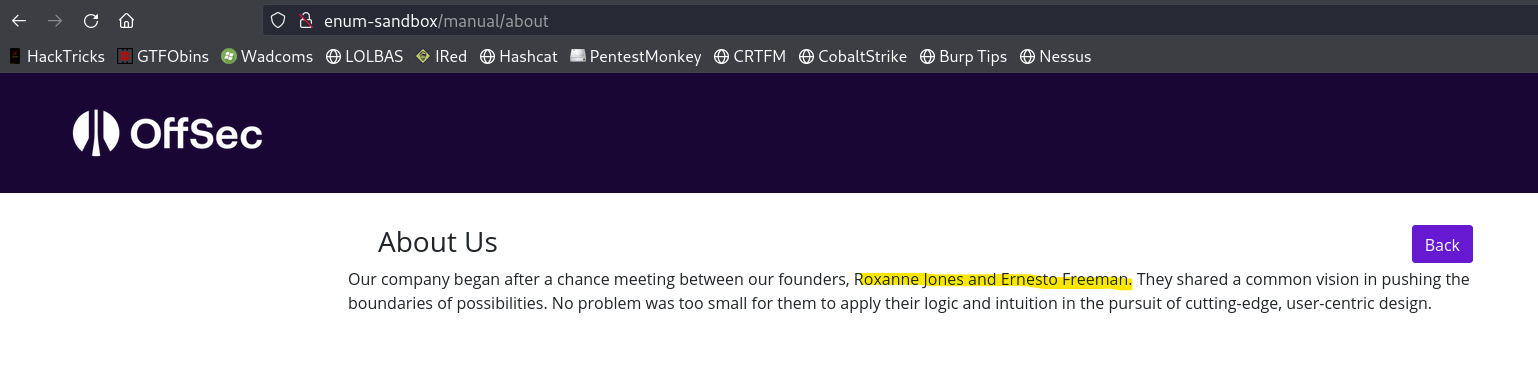 enum-sandbox/manual/about
HackTricks GTFObins Wadcoms LOLBAS IRed Hashcat PentestMonkey CRTFM CobaltStrike Burp Tips Nessus
OffSec
About Us
Back
Our company began after a chance meeting between our founders, Roxanne Jones and Ernesto Freeman. They shared a common vision in pushing the
boundaries of possibilities. No problem was too small for them to apply their logic and intuition in the pursuit of cutting-edge, user-centric design.